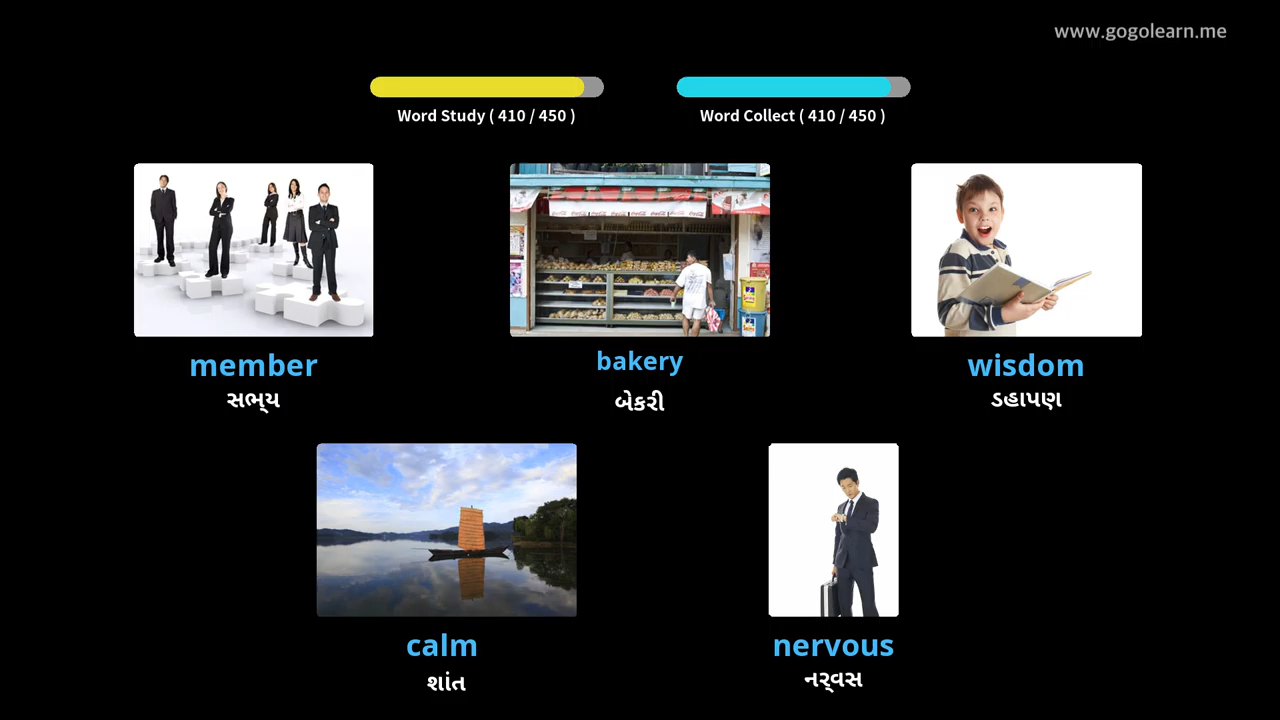 www.gogolearn.me
Word Study ( 410 / 450 )
Word Collect ( 410 / 450 )
member
સભ્ય
bakery
બેકરી
wisdom
ડહાપણ
calm
શાંત
nervous
નર્વસ